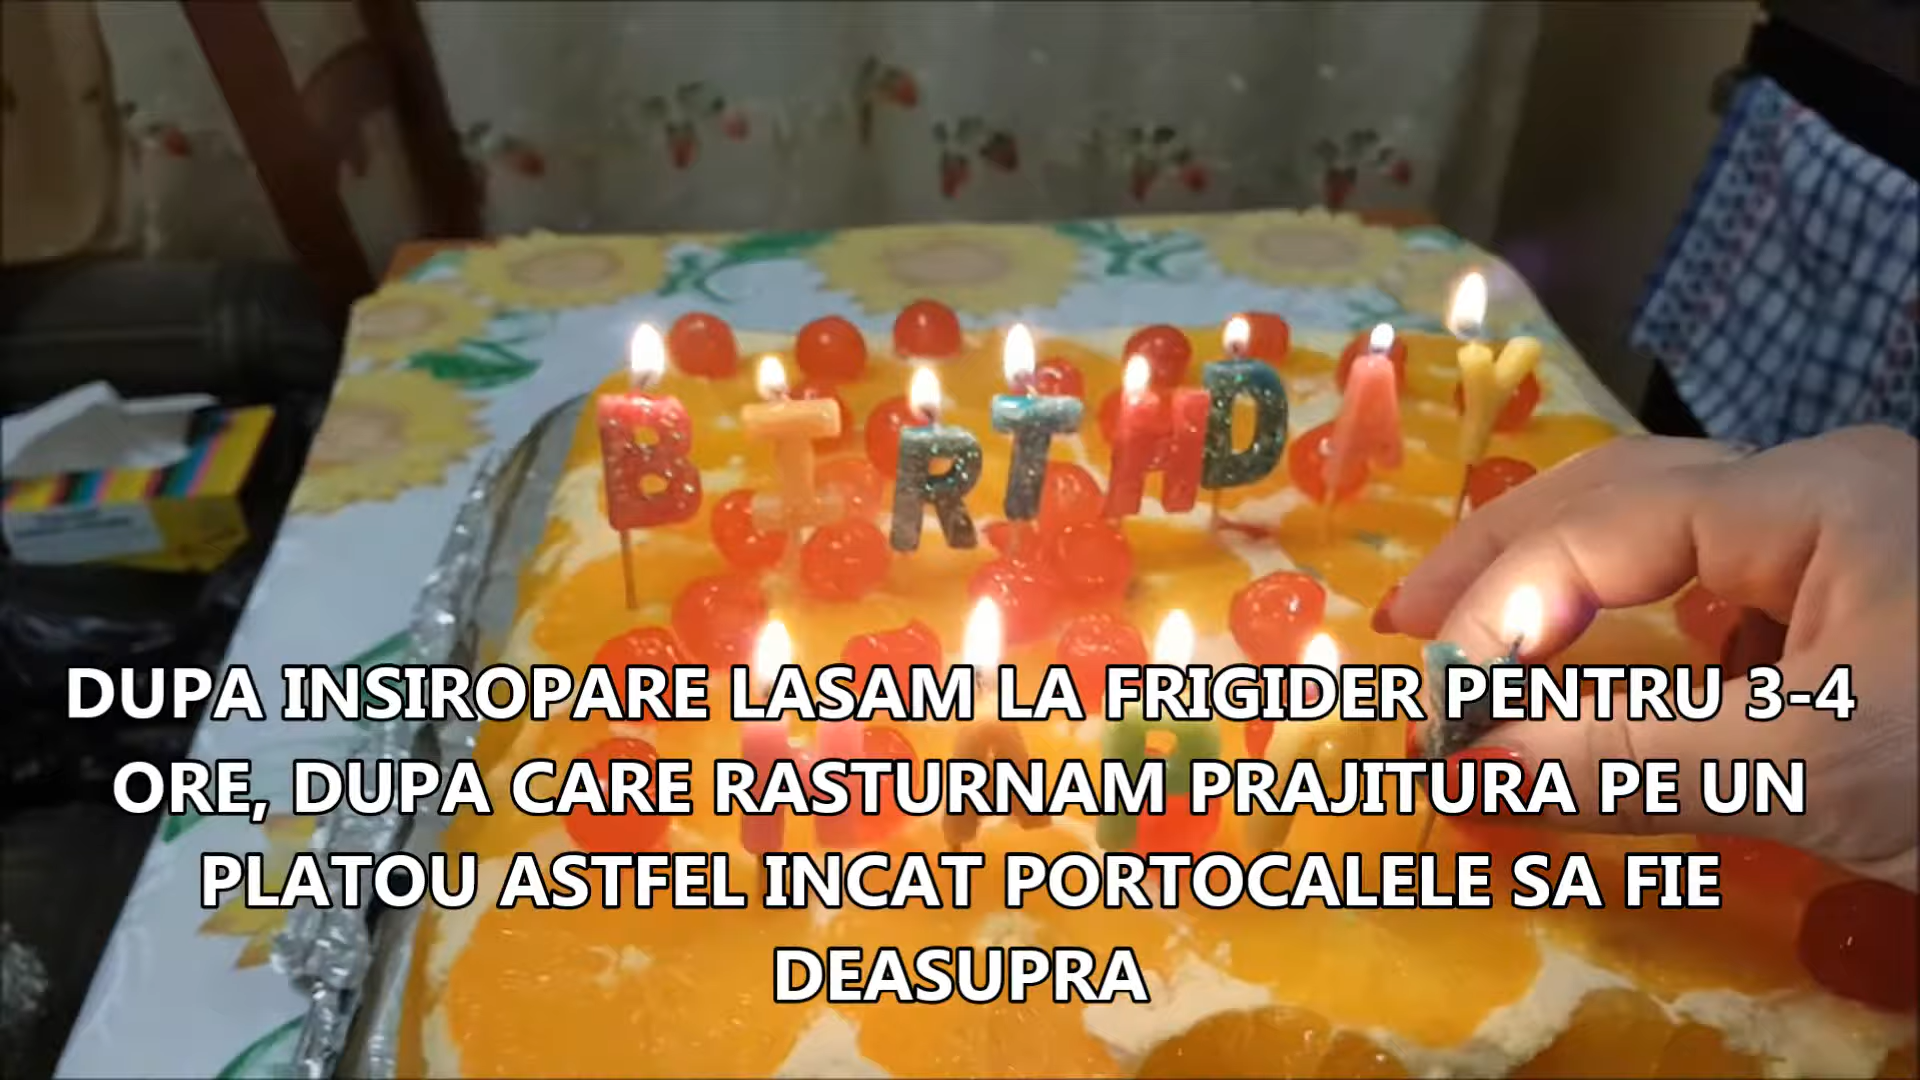 BIRTHDAY
HAPPY
DUPA INSIROPARE LASAM LA FRIGIDER PENTRU 3-4
ORE, DUPA CARE RASTURNAM PRAJITURA PE UN
PLATOU ASTFEL INCAT PORTOCALELE SA FIE
DEASUPRA